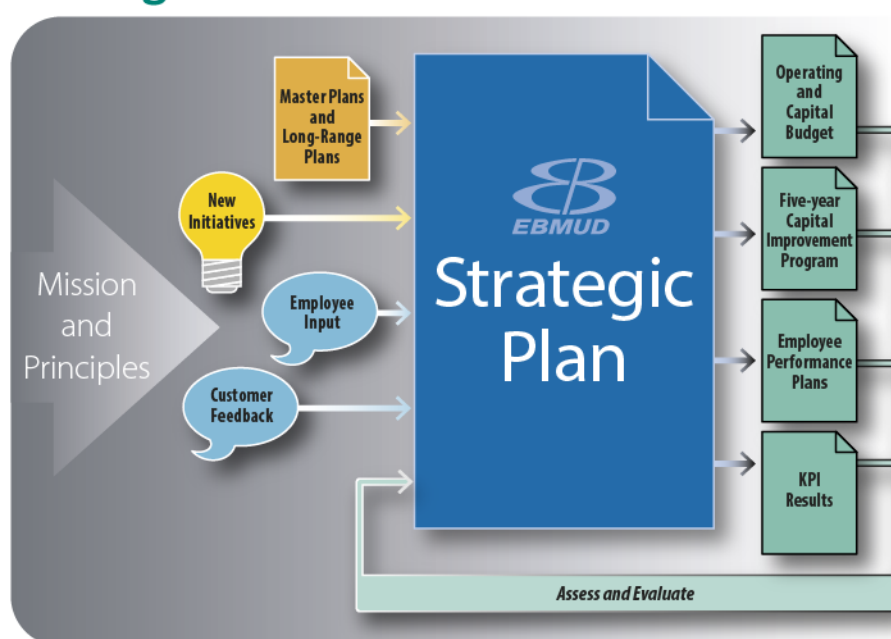 Master Plans
and
Long-Range
Plans
New
Initiatives
Mission
and
Principles
Employee
Input
Customer
Feedback
EBMUD
Strategic
Plan
Operating
and
Capital
Budget
Five-year
Capital
Improvement
Program
Employee
Performance
Plans
KPI
Results
Assess and Evaluate